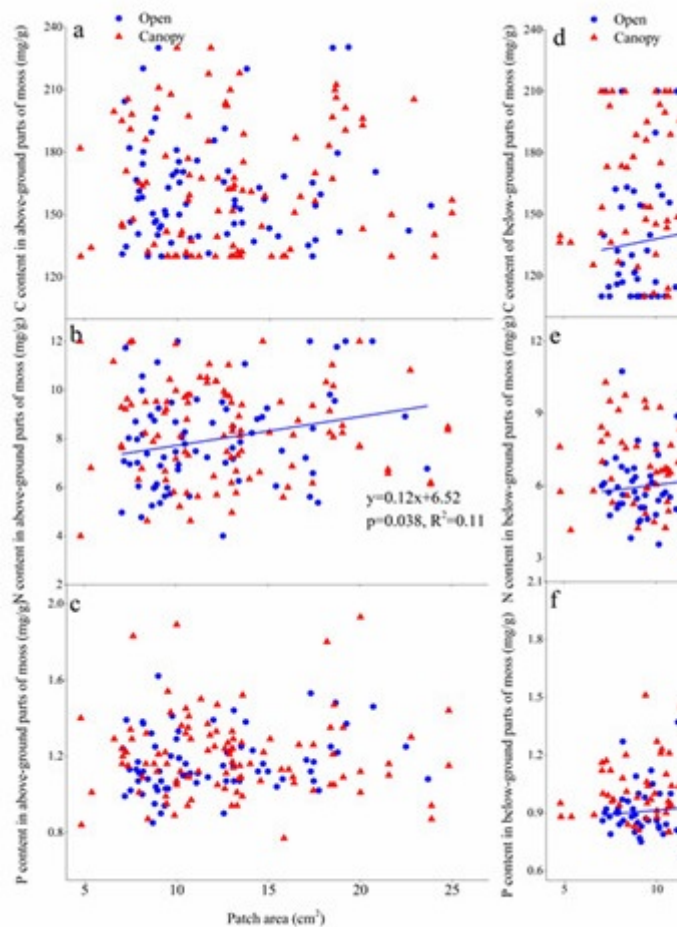 Open
Canopy
a
C content in above-ground parts of moss (mg/g)
240
210
180
150
120
b
N content in above-ground parts of moss (mg/g)
12
10
8
6
4
2
y=0.12x+6.52
p=0.038, R²=0.11
c
P content in above-ground parts of moss (mg/g)
2.0
1.6
1.2
0.8
5
10
15
20
25
Patch area (cm²)
Open
Canopy
d
C content of below-ground parts of moss (mg/g)
240
210
180
140
110
e
N content in below-ground parts of moss (mg/g)
12
9
6
3
f
P content in below-ground parts of moss (mg/g)
2.1
1.8
1.5
1.2
0.9
0.6
5
10